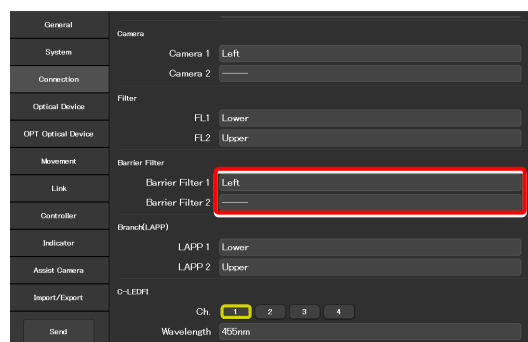 General
System
Connection
Optical Device
OPT Optical Device
Movement
Link
Controller
Indicator
Assist Camera
Import/Export
Send
Camera
Camera 1 Left
Camera 2 ——
Filter
FL1 Lower
FL2 Upper
Barrier Filter
Barrier Filter 1 Left
Barrier Filter 2 ——
Branch(LAPP)
LAPP 1 Lower
LAPP 2 Upper
C-LEDFI
Ch. 1 2 3 4
Wavelength 455nm